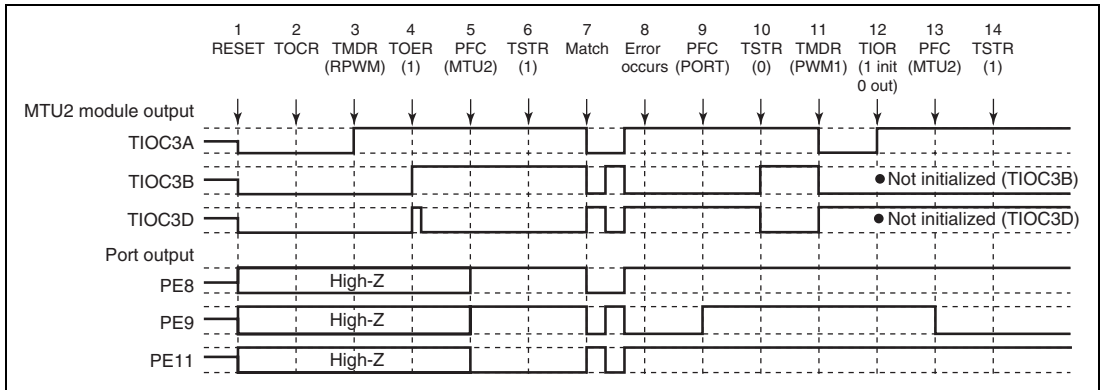 1 2 3 4 5 6 7 8 9 10 11 12 13 14
RESET TOCR TMDR TOER PFC TSTR Match Error PFC TSTR TMDR TIOR PFC TSTR
(RPWM) (1) (MTU2) (1) occurs (PORT) (0) (PWM1) (1 init (MTU2) (1)
0 out)
MTU2 module output
TIOC3A
TIOC3B ● Not initialized (TIOC3B)
TIOC3D ● Not initialized (TIOC3D)
Port output
PE8 High-Z
PE9 High-Z
PE11 High-Z